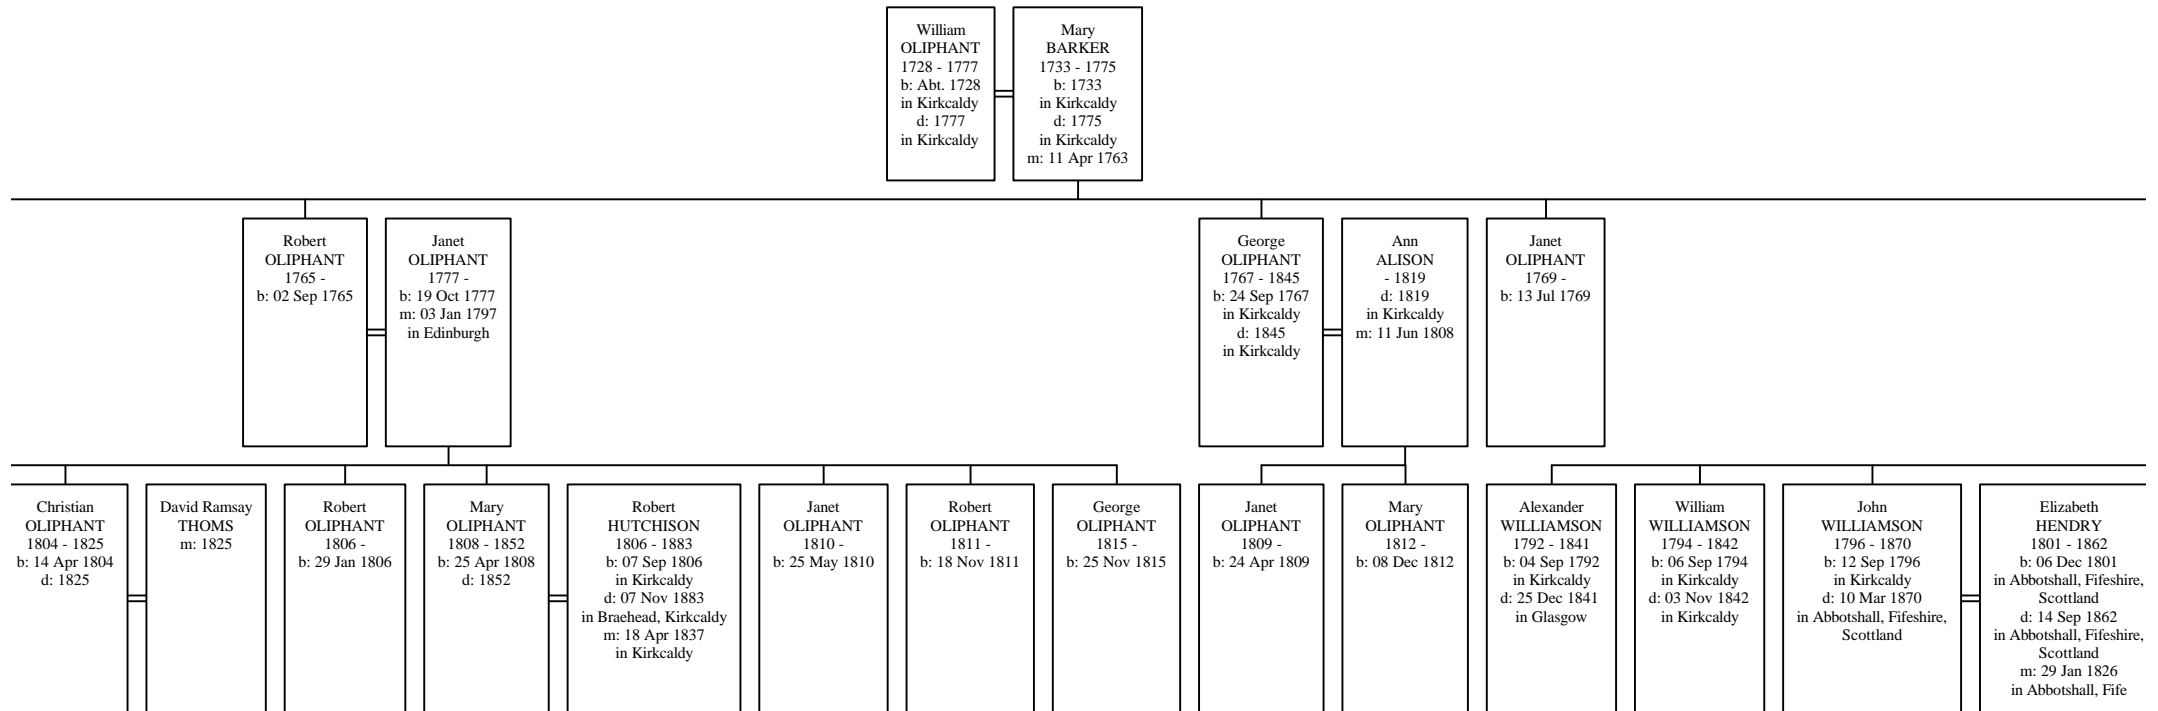 William
OLIPHANT
1728 - 1777
b: Abt. 1728
in Kirkcaldy
d: 1777
in Kirkcaldy
Mary
BARKER
1733 - 1775
b: 1733
in Kirkcaldy
d: 1775
in Kirkcaldy
m: 11 Apr 1763
Robert
OLIPHANT
1765 -
b: 02 Sep 1765
Janet
OLIPHANT
1777 -
b: 19 Oct 1777
m: 03 Jan 1797
in Edinburgh
George
OLIPHANT
1767 - 1845
b: 24 Sep 1767
in Kirkcaldy
d: 1845
in Kirkcaldy
Ann
ALISON
- 1819
d: 1819
in Kirkcaldy
m: 11 Jun 1808
Janet
OLIPHANT
1769 -
b: 13 Jul 1769
Christian
OLIPHANT
1804 - 1825
b: 14 Apr 1804
d: 1825
David Ramsay
THOMS
m: 1825
Robert
OLIPHANT
1806 -
b: 29 Jan 1806
Mary
OLIPHANT
1808 - 1852
b: 25 Apr 1808
d: 1852
Robert
HUTCHISON
1806 - 1883
b: 07 Sep 1806
in Kirkcaldy
d: 07 Nov 1883
in Braehead, Kirkcaldy
m: 18 Apr 1837
in Kirkcaldy
Janet
OLIPHANT
1810 -
b: 25 May 1810
Robert
OLIPHANT
1811 -
b: 18 Nov 1811
George
OLIPHANT
1815 -
b: 25 Nov 1815
Janet
OLIPHANT
1809 -
b: 24 Apr 1809
Mary
OLIPHANT
1812 -
b: 08 Dec 1812
Alexander
WILLIAMSON
1792 - 1841
b: 04 Sep 1792
in Kirkcaldy
d: 25 Dec 1841
in Glasgow
William
WILLIAMSON
1794 - 1842
b: 06 Sep 1794
in Kirkcaldy
d: 03 Nov 1842
in Kirkcaldy
John
WILLIAMSON
1796 - 1870
b: 12 Sep 1796
in Kirkcaldy
d: 10 Mar 1870
in Abbotshall, Fifeshire,
Scottland
Elizabeth
HENDRY
1801 - 1862
b: 06 Dec 1801
in Abbotshall, Fifeshire,
Scottland
d: 14 Sep 1862
in Abbotshall, Fifeshire,
Scottland
m: 29 Jan 1826
in Abbotshall, Fife